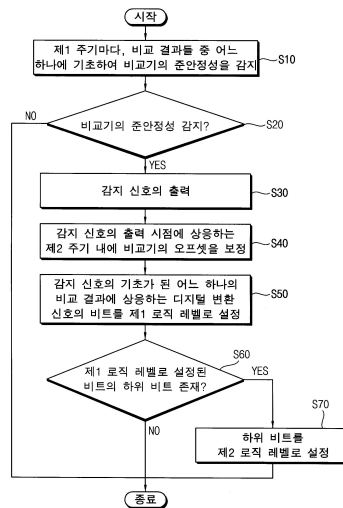 시작
제1 주기마다, 비교 결과들 중 어느
하나에 기초하여 비교기의 준안정성을 감지
S10
NO
비교기의 준안정성 감지?
S20
YES
감지 신호의 출력
S30
감지 신호의 출력 시점에 상응하는
제2 주기 내에 비교기의 오프셋을 보정
S40
감지 신호의 기초가 된 어느 하나의
비교 결과에 상응하는 디지털 변환
신호의 비트를 제1 로직 레벨로 설정
S50
제1 로직 레벨로 설정된
비트의 하위 비트 존재?
S60
YES
NO
하위 비트를
제2 로직 레벨로 설정
S70
종료